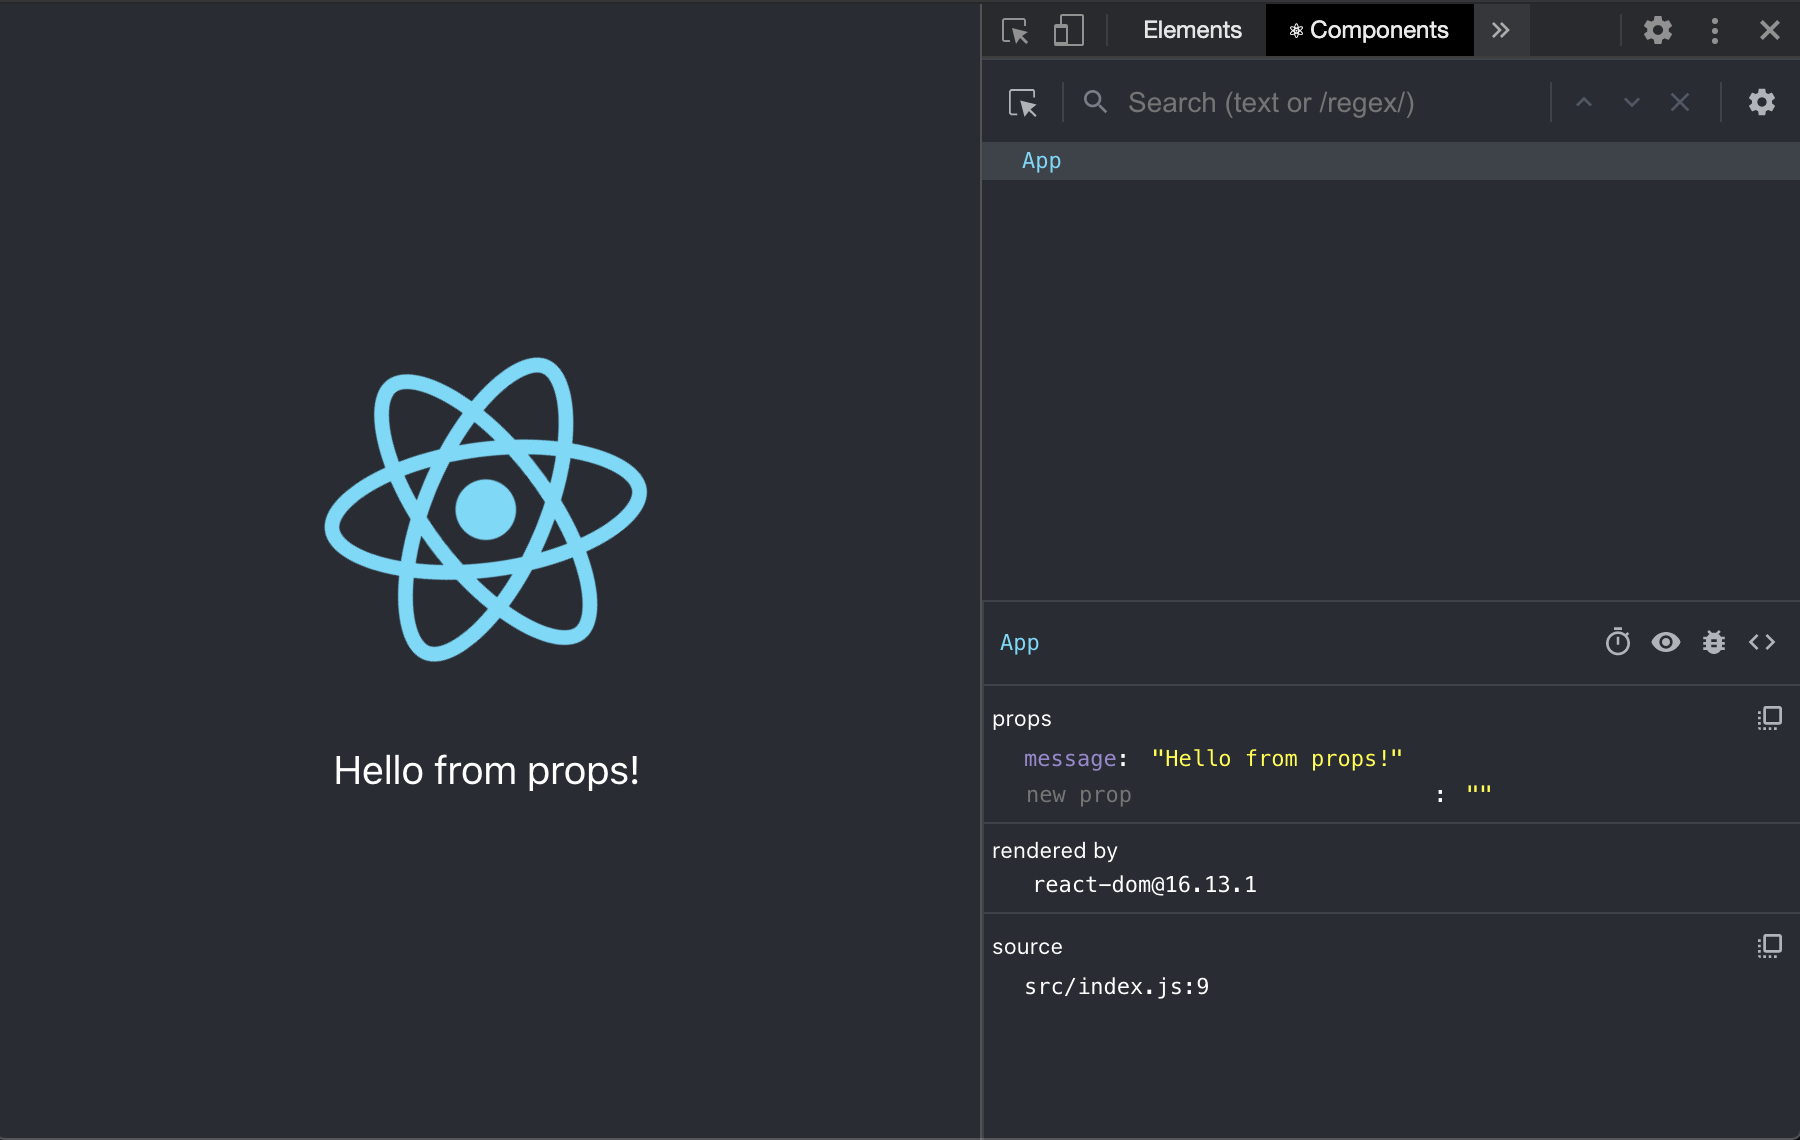 Elements
Components
Search (text or /regex/)
App
Hello from props!
App
props
message: "Hello from props!"
new prop : ""
rendered by
react-dom@16.13.1
source
src/index.js:9